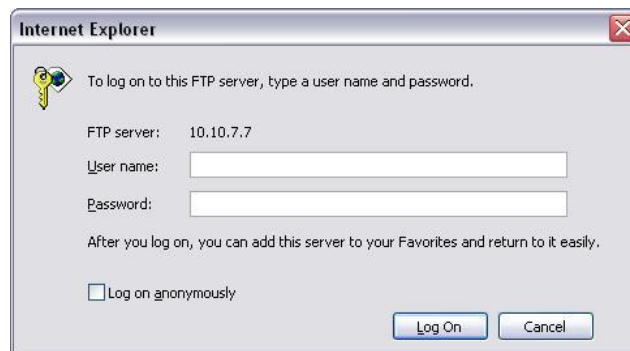 Internet Explorer
To log on to this FTP server, type a user name and password.
FTP server: 10.10.7.7
User name:
Password:
After you log on, you can add this server to your Favorites and return to it easily.
Log on anonymously
Log On Cancel